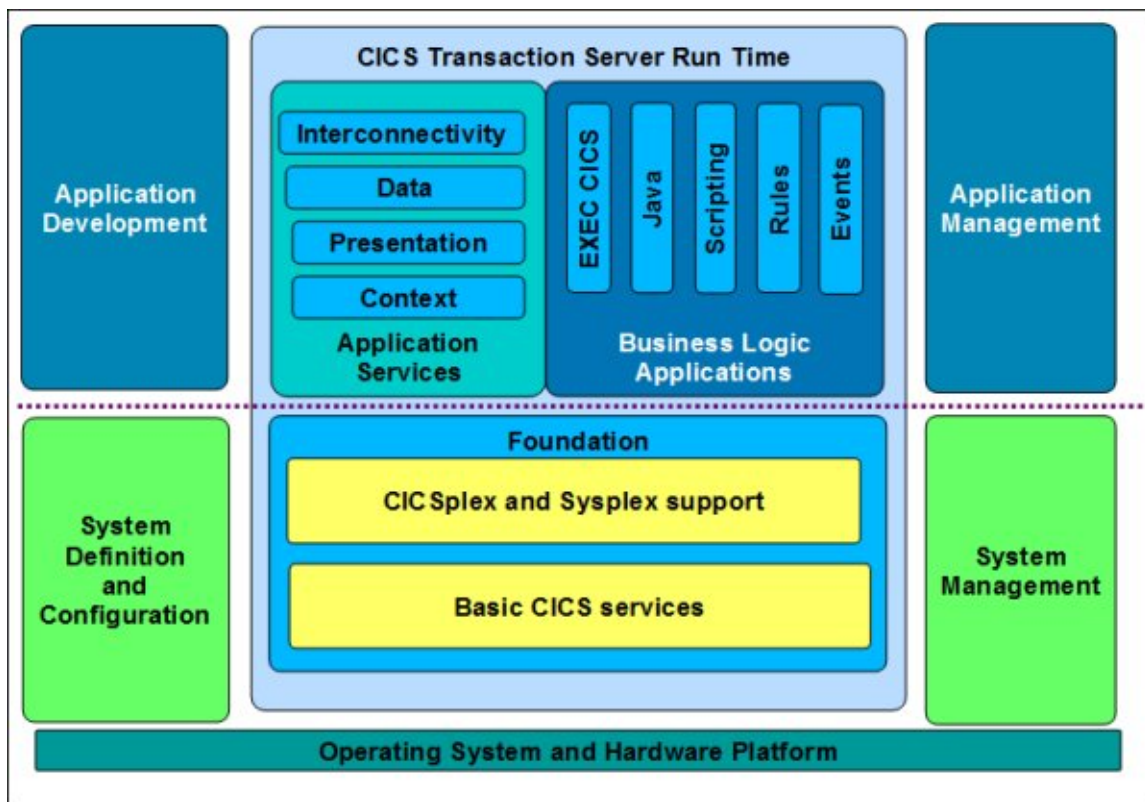 CICS Transaction Server Run Time
Application
Development
Interconnectivity
Data
Presentation
Context
Application
Services
EXEC CICS
Java
Scripting
Rules
Events
Business Logic
Applications
Application
Management
System
Definition
and
Configuration
Foundation
CICSplex and Sysplex support
Basic CICS services
System
Management
Operating System and Hardware Platform